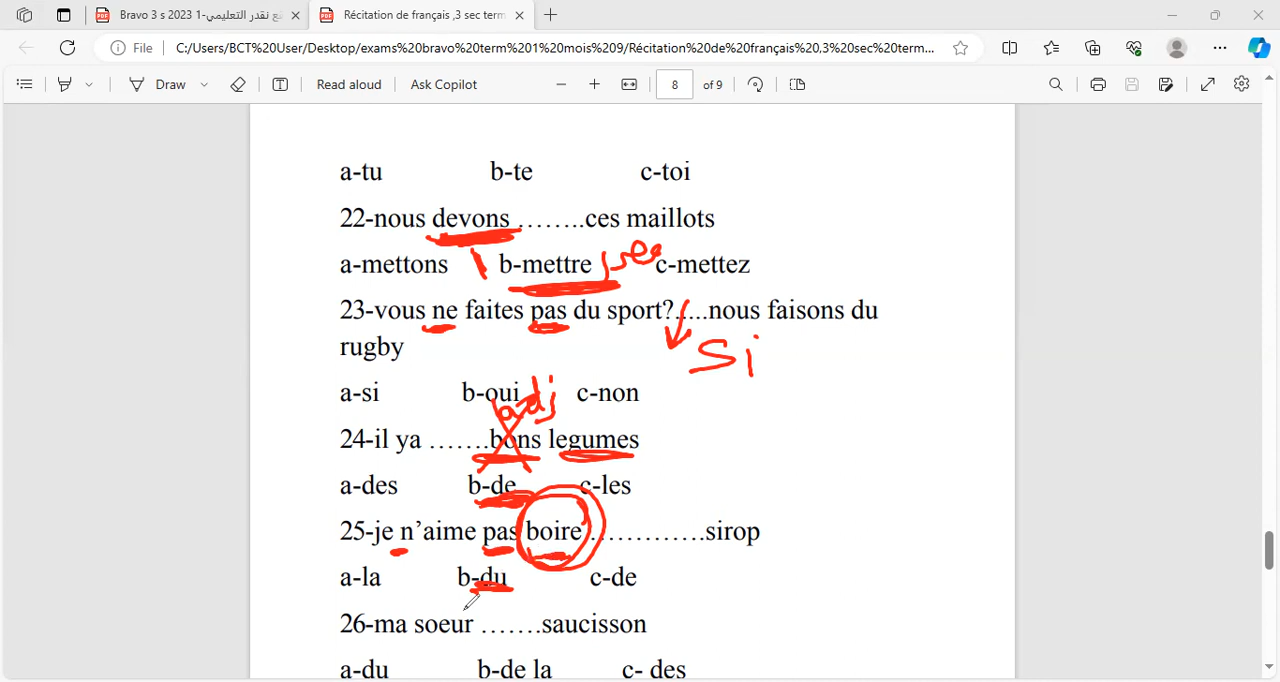 Bravo 3 s 2023 1-موقع نقدر التعليمي
Récitation de français ,3 sec term
File C:/Users/BCT%20User/Desktop/exams%20bravo%20term%201%20mois%209/Récitation%20de%20français%20,3%20sec%20term...
Draw Read aloud Ask Copilot 8 of 9
a-tu b-te c-toi
22-nous devons ........ces maillots
a-mettons b-mettre c-mettez
23-vous ne faites pas du sport?.....nous faisons du
rugby
Si
a-si b-oui c-non
adj
24-il ya .......bons legumes
a-des b-de c-les
25-je n’aime pas boire ............sirop
a-la b-du c-de
26-ma soeur .......saucisson
a-du b-de la c- des